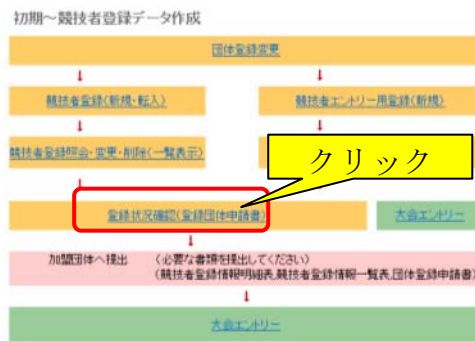 初期～競技者登録データ作成
団体登録変更
競技者登録(新規・転入)
競技者エントリー用登録(新規)
競技者登録照会・変更・削除(一覧表示)
クリック
登録状況確認(登録団体申請書)
大会エントリー
加盟団体へ提出 (必要な書類を提出してください)
(競技者登録情報明細表、競技者登録情報一覧表、団体登録申請書)
大会エントリー